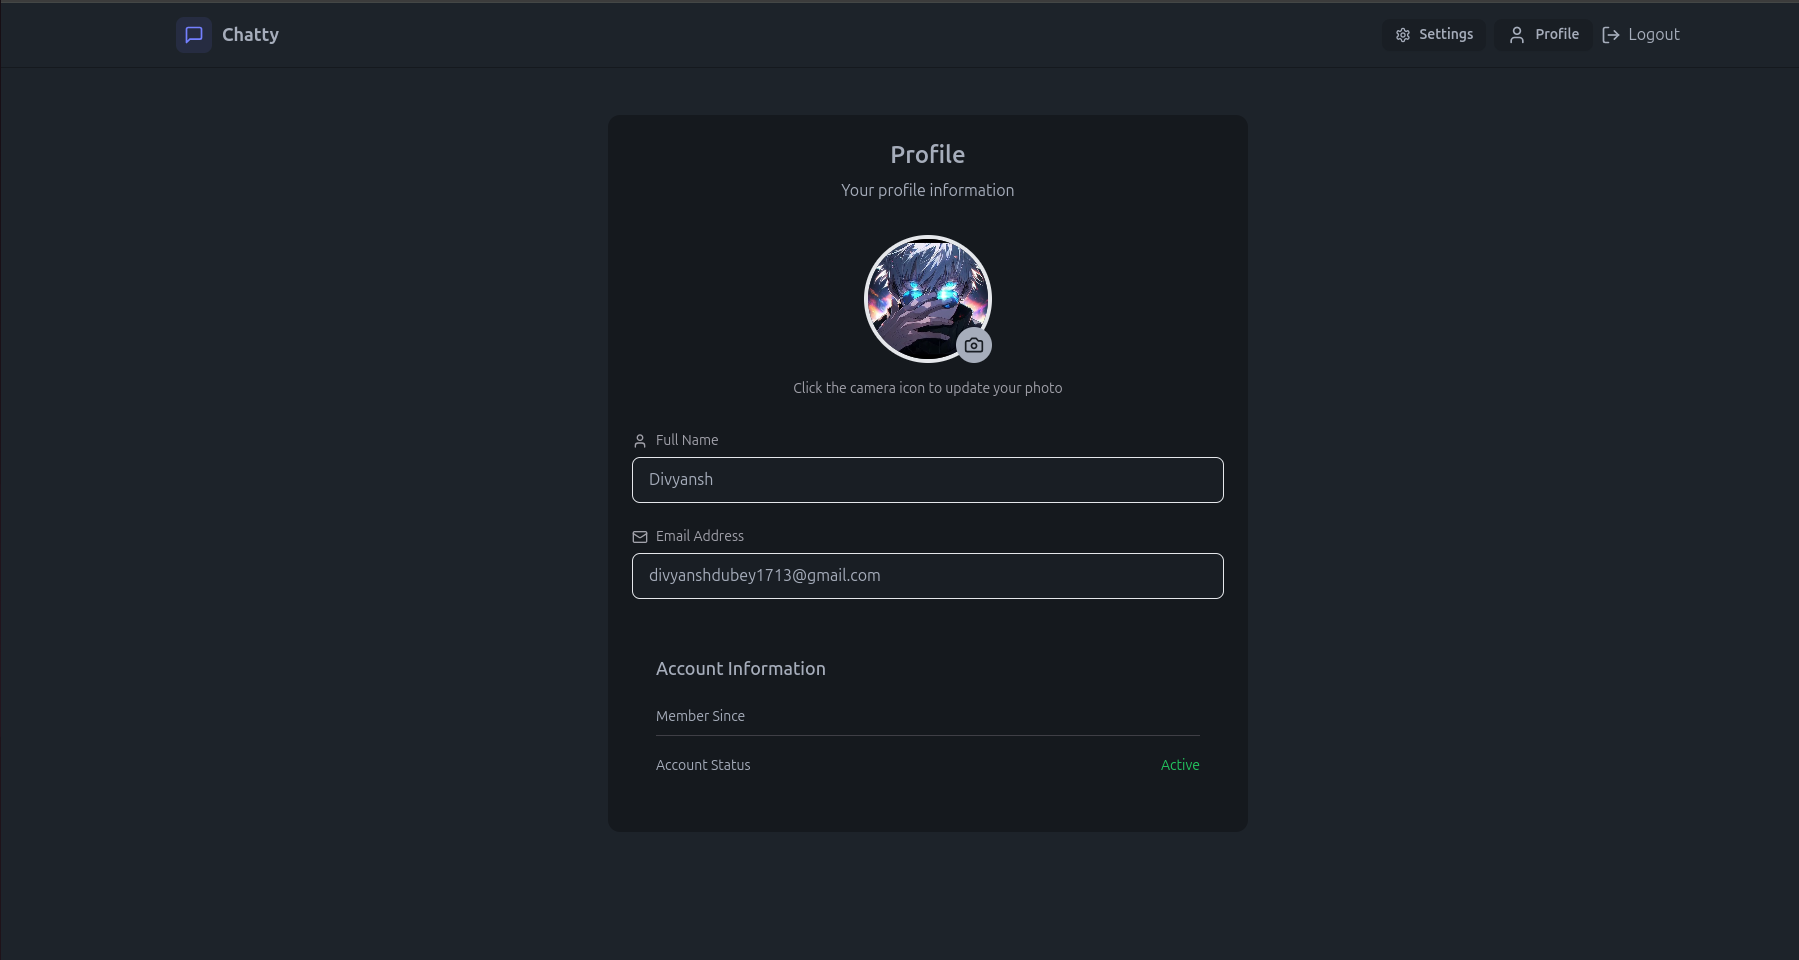 Chatty
Settings
Profile
Logout
Profile
Your profile information
Click the camera icon to update your photo
Full Name
Divyansh
Email Address
divyanshdubey1713@gmail.com
Account Information
Member Since
Account Status
Active